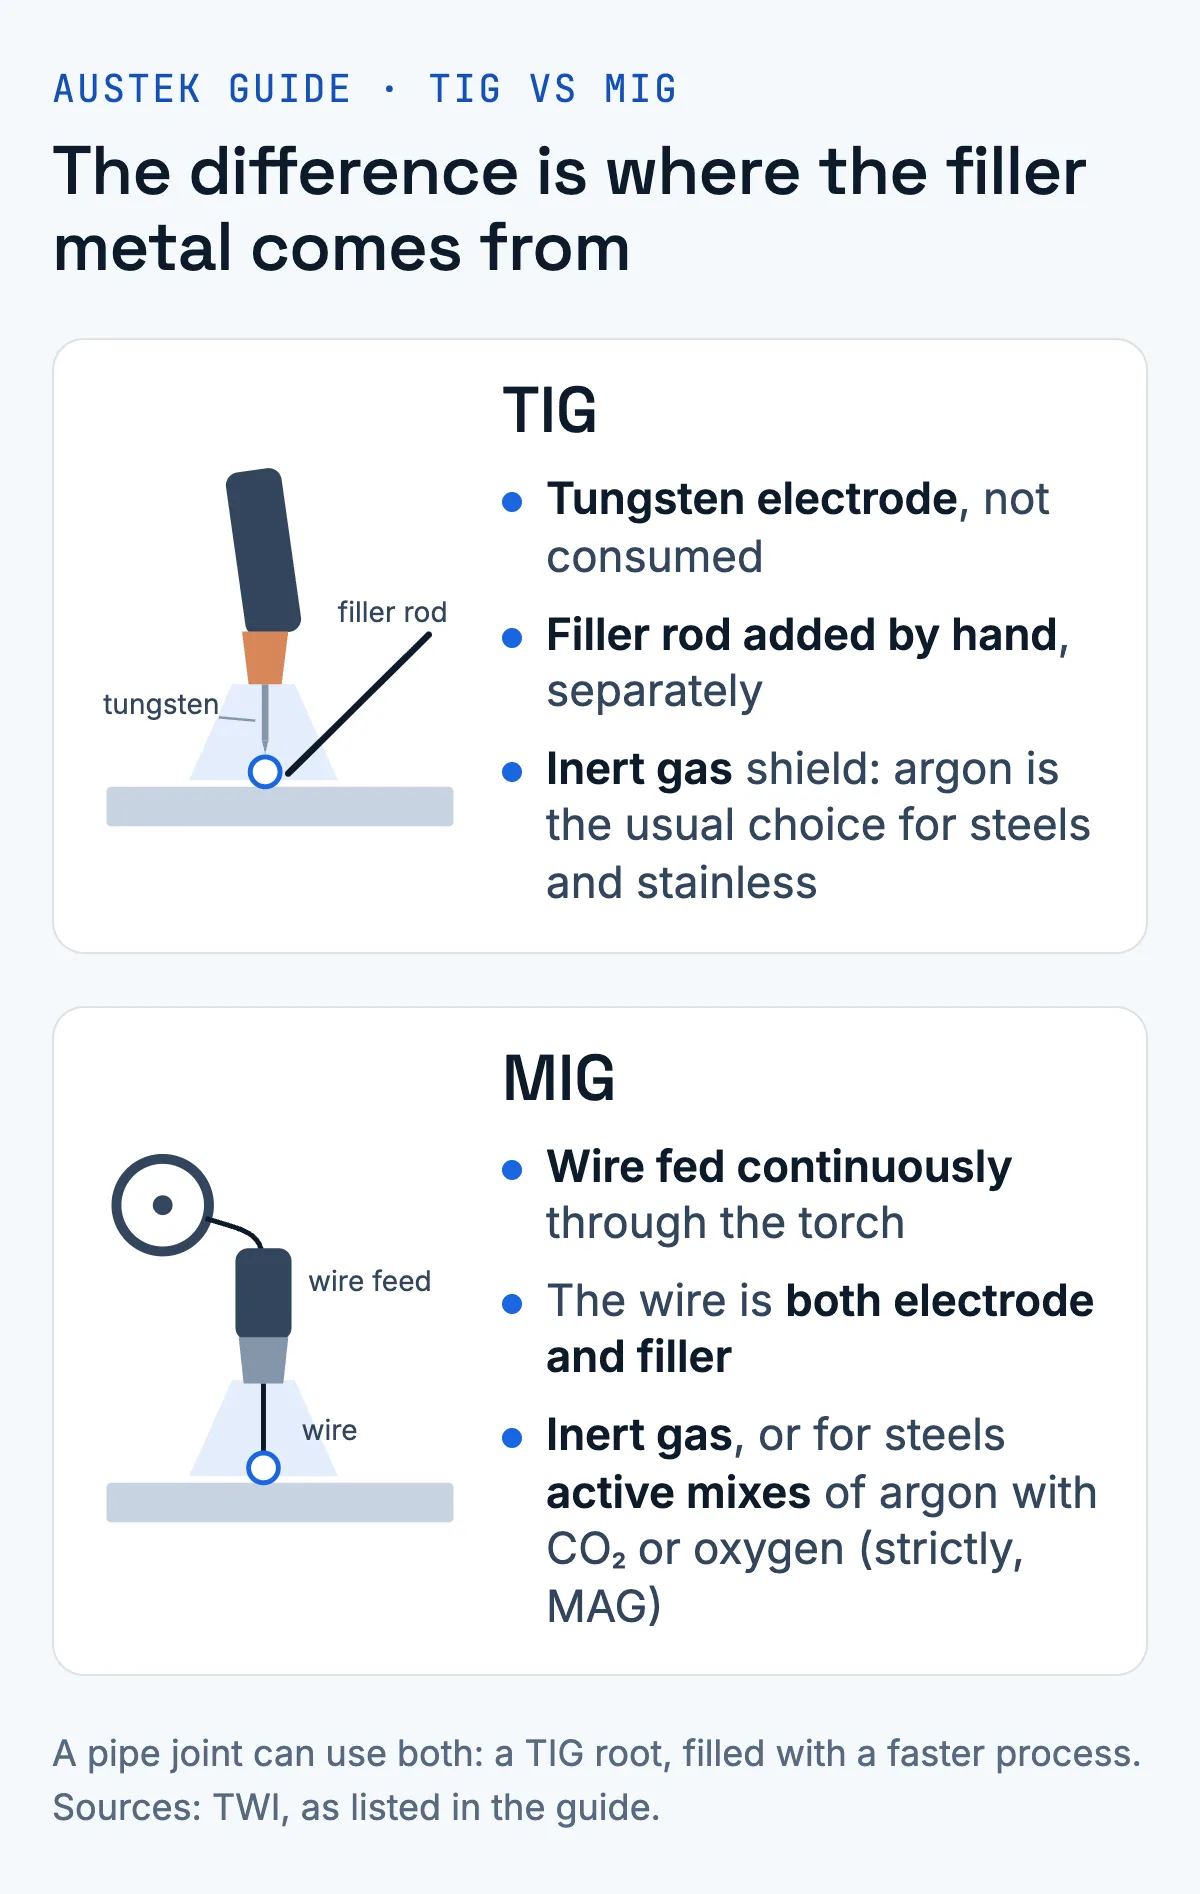 AUSTEK GUIDE · TIG VS MIG
The difference is where the filler
metal comes from
TIG
Tungsten electrode, not
consumed
Filler rod added by hand,
separately
Inert gas shield: argon is
the usual choice for steels
and stainless
filler rod
tungsten
MIG
Wire fed continuously
through the torch
The wire is both electrode
and filler
Inert gas, or for steels
active mixes of argon with
CO₂ or oxygen (strictly,
MAG)
wire feed
wire
A pipe joint can use both: a TIG root, filled with a faster process.
Sources: TWI, as listed in the guide.